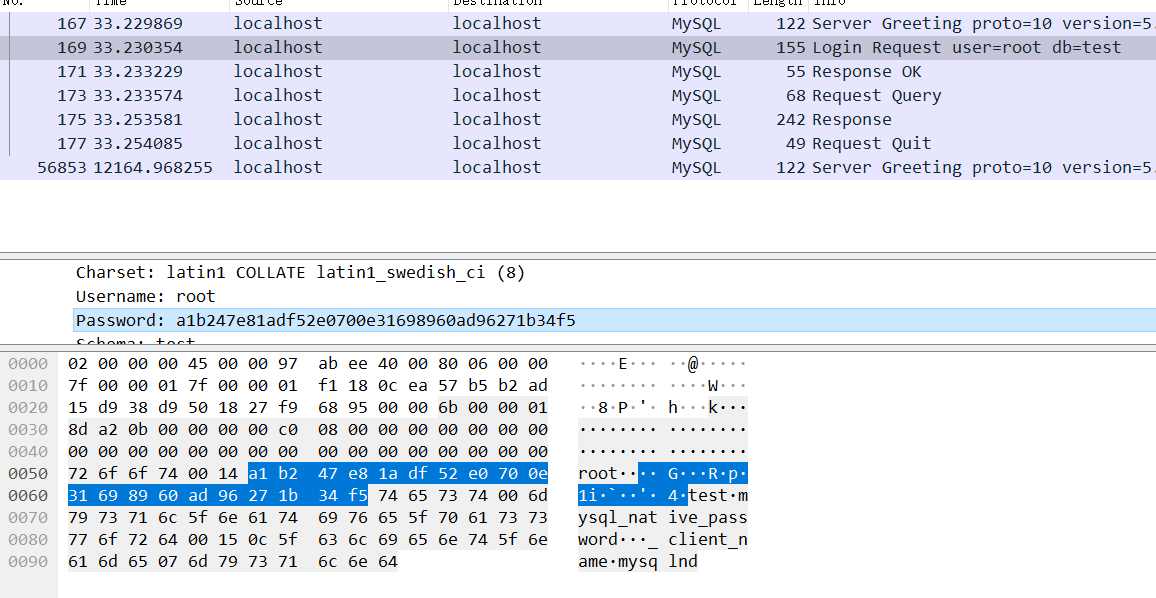 No. Time Source Destination Protocol Length Info
167 33.229869 localhost localhost MySQL 122 Server Greeting proto=10 version=5.
169 33.230354 localhost localhost MySQL 155 Login Request user=root db=test
171 33.233229 localhost localhost MySQL 55 Response OK
173 33.233574 localhost localhost MySQL 68 Request Query
175 33.253581 localhost localhost MySQL 242 Response
177 33.254085 localhost localhost MySQL 49 Request Quit
56853 12164.968255 localhost localhost MySQL 122 Server Greeting proto=10 version=5.
Charset: latin1 COLLATE latin1_swedish_ci (8)
Username: root
Password: a1b247e81adf52e0700e31698960ad96271b34f5
Schema: test
0000 02 00 00 00 45 00 00 97 ab ee 40 00 80 06 00 00 ····E··· ··@·····
0010 7f 00 00 01 7f 00 00 01 f1 18 0c ea 57 b5 b2 ad ········ ····W···
0020 15 d9 38 d9 50 18 27 f9 68 95 00 00 6b 00 00 01 ··8·P·'· h···k···
0030 8d a2 0b 00 00 00 00 c0 08 00 00 00 00 00 00 00 ········ ········
0040 00 00 00 00 00 00 00 00 00 00 00 00 00 00 00 00 ········ ········
0050 72 6f 6f 74 00 14 a1 b2 47 e8 1a df 52 e0 70 0e root···· G···R·p·
0060 31 69 89 60 ad 96 27 1b 34 f5 74 65 73 74 00 6d 1i·`··'· 4·test·m
0070 79 73 71 6c 5f 6e 61 74 69 76 65 5f 70 61 73 73 ysql_nat ive_pass
0080 77 6f 72 64 00 15 0c 5f 63 6c 69 65 6e 74 5f 6e word···_ client_n
0090 61 6d 65 07 6d 79 73 71 6c 6e 64 ame·mysq lnd